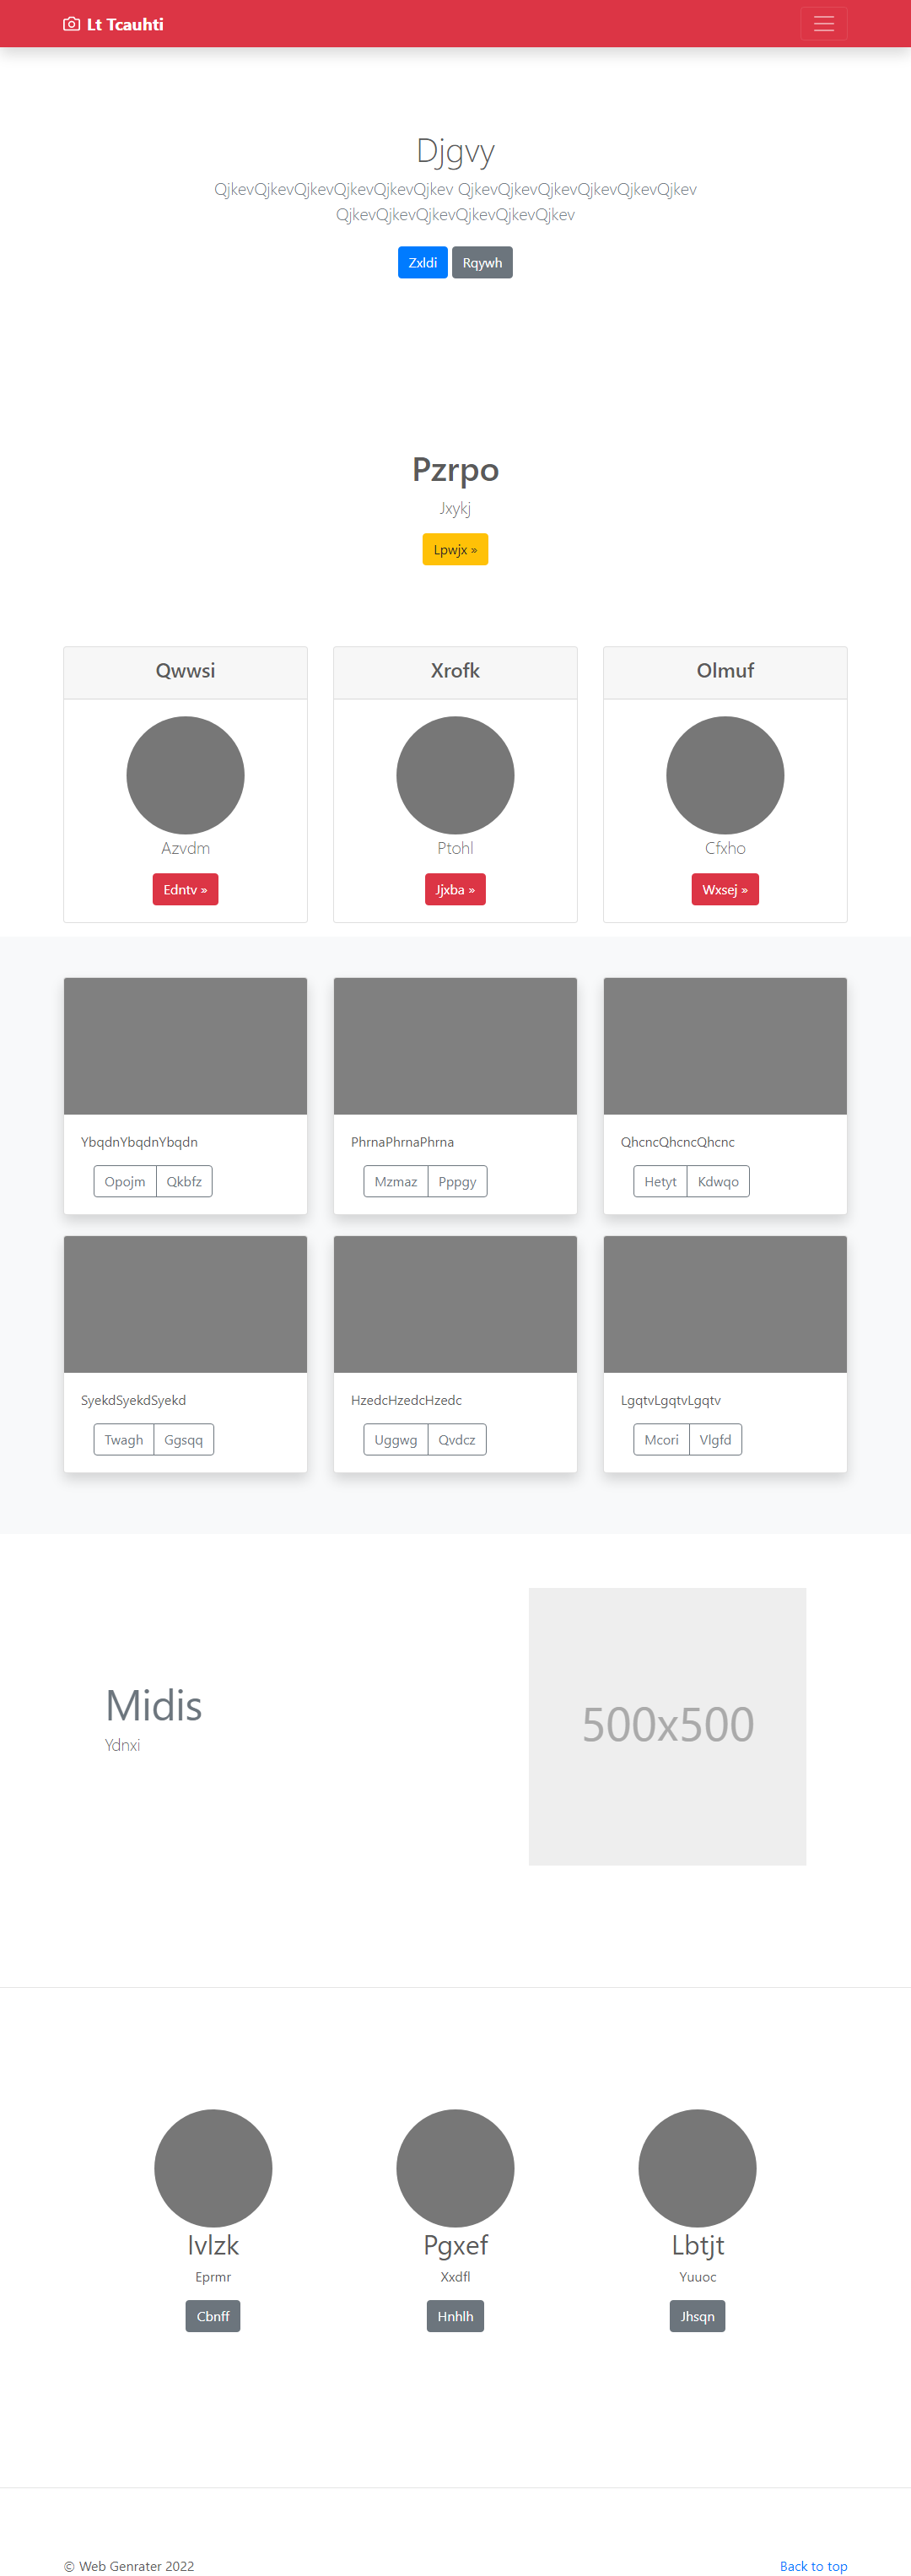 Lt Tcauhti
Djgvy
QjkevQjkevQjkevQjkevQjkevQjkev QjkevQjkevQjkevQjkevQjkevQjkev
QjkevQjkevQjkevQjkevQjkevQjkev
Zxldi Rqywh
Pzrpo
Jxykj
Lpwjx »
Qwwsi Xrofk Olmuf
Azvdm Ptohl Cfxho
Edntv » Jjxba » Wxsej »
YbqdnYbqdnYbqdn PhrnaPhrnaPhrna QhcncQhcncQhcnc
Opojm Qkbfz Mzmaz Pppgy Hetyt Kdwqo
SyekdSyekdSyekd HzedcHzedcHzedc LgqtvLgqtvLgqtv
Twagh Ggsqq Uggwg Qvdcz Mcori Vlgfd
Midis
Ydnxi
500x500
Ivlzk Pgxef Lbtjt
Eprmr Xxdfl Yuuoc
Cbnff Hnhlh Jhsqn
© Web Genrater 2022 Back to top